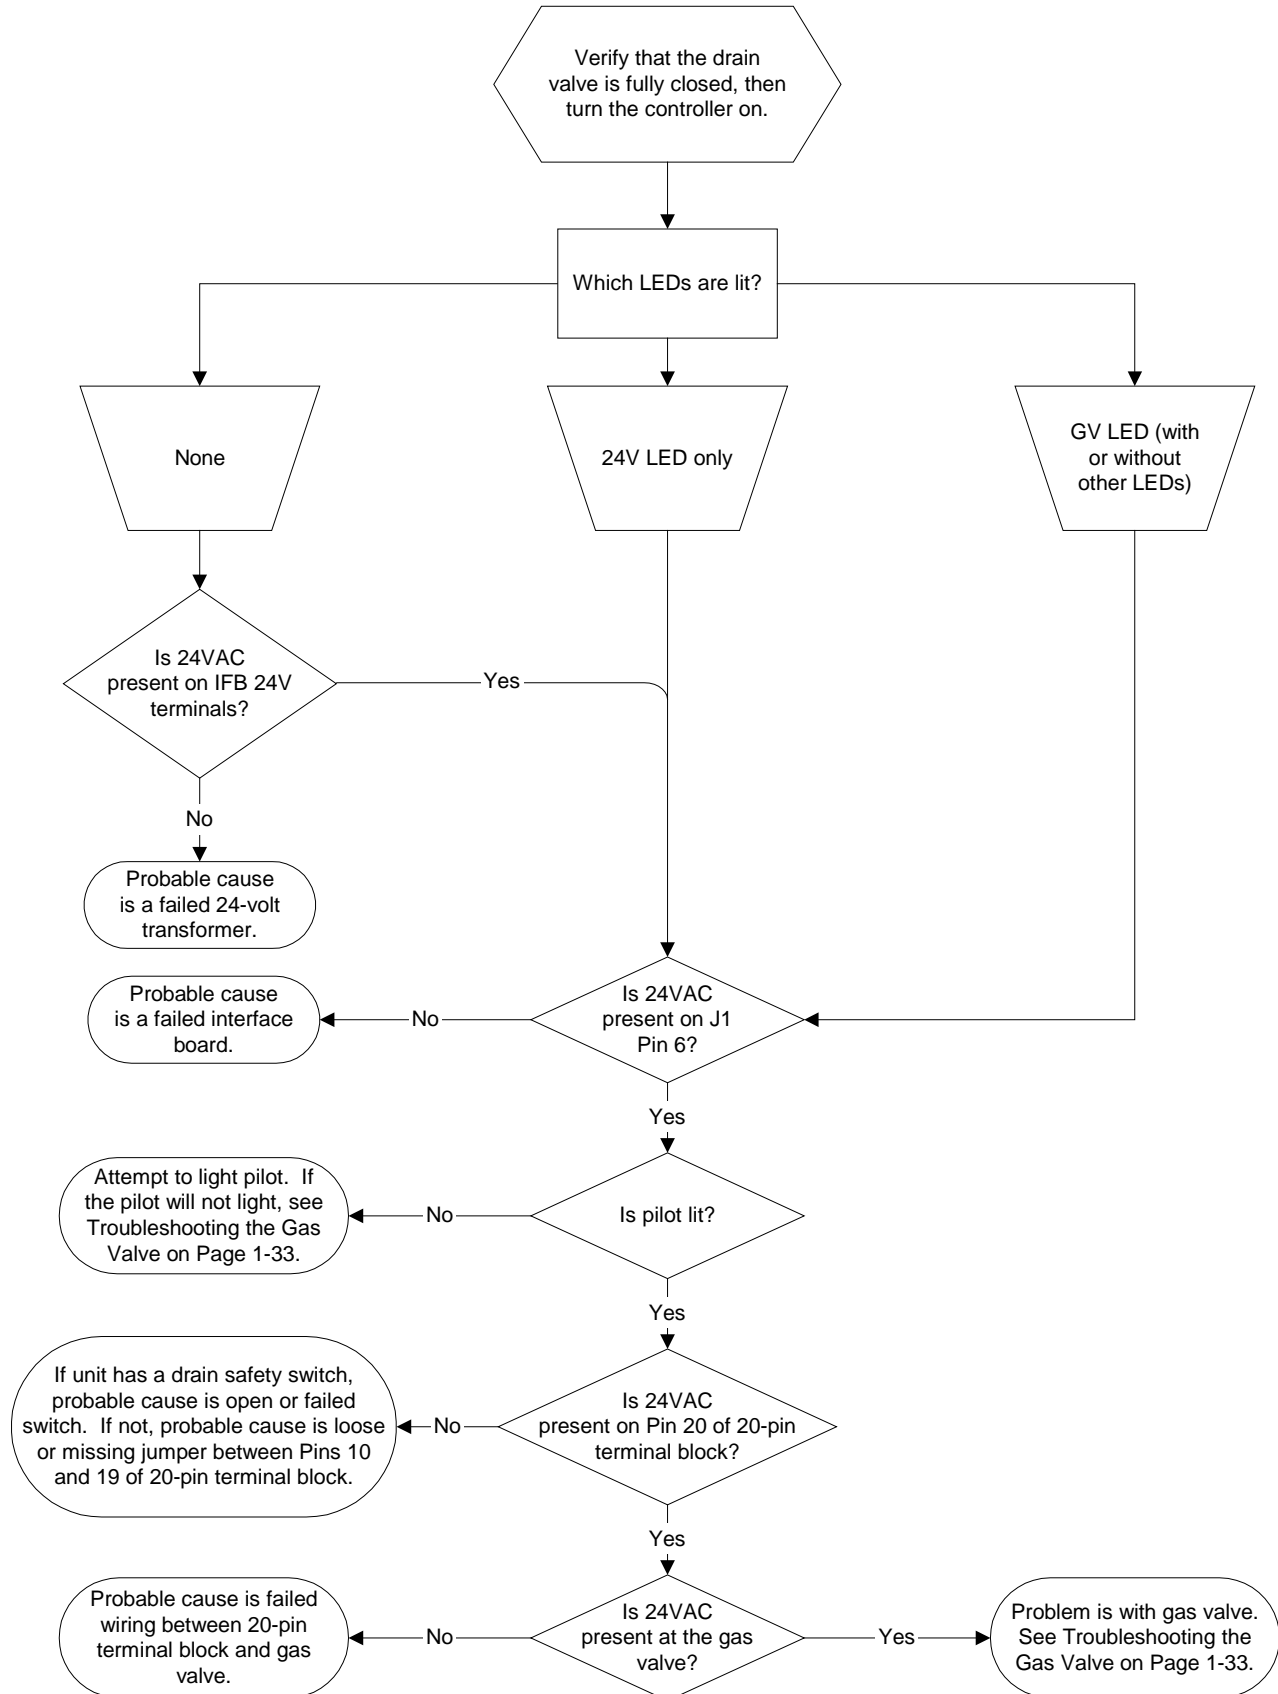 Verify that the drain
valve is fully closed, then
turn the controller on.
Which LEDs are lit?
None
24V LED only
GV LED (with
or without
other LEDs)
Is 24VAC
present on IFB 24V
terminals?
Yes
No
Probable cause
is a failed 24-volt
transformer.
Probable cause
is a failed interface
board.
No
Is 24VAC
present on J1
Pin 6?
Yes
Attempt to light pilot.  If
the pilot will not light, see
Troubleshooting the Gas
Valve on Page 1-33.
No
Is pilot lit?
Yes
If unit has a drain safety switch,
probable cause is open or failed
switch.  If not, probable cause is loose
or missing jumper between Pins 10
and 19 of 20-pin terminal block.
No
Is 24VAC
present on Pin 20 of 20-pin
terminal block?
Yes
Probable cause is failed
wiring between 20-pin
terminal block and gas
valve.
No
Is 24VAC
present at the gas
valve?
Yes
Problem is with gas valve.
See Troubleshooting the
Gas Valve on Page 1-33.